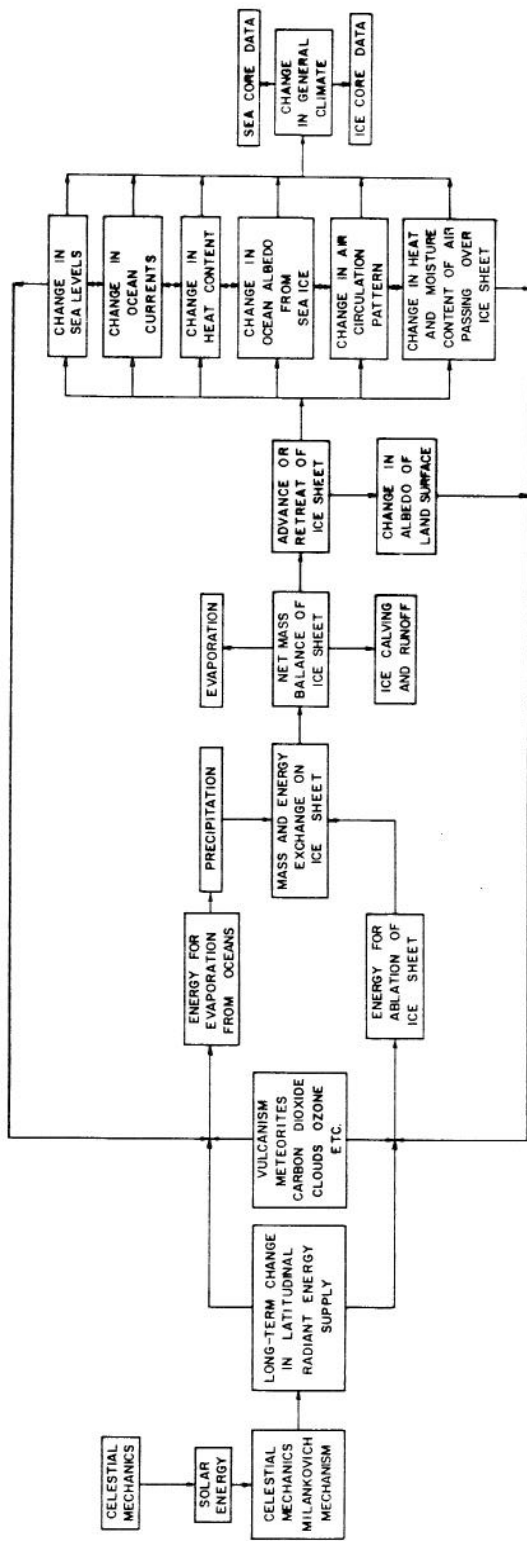 CELESTIAL
MECHANICS
SOLAR
ENERGY
CELESTIAL
MECHANICS
MILANKOVICH
MECHANISM
LONG-TERM CHANGE
IN LATITUDINAL
RADIANT ENERGY
SUPPLY
VULCANISM
METEORITES
CARBON DIOXIDE
CLOUDS OZONE
ETC.
ENERGY FOR
EVAPORATION
FROM OCEANS
ENERGY FOR
ABLATION OF
ICE SHEET
PRECIPITATION
MASS AND ENERGY
EXCHANGE ON
ICE SHEET
EVAPORATION
NET MASS
BALANCE OF
ICE SHEET
ICE CALVING
AND RUNOFF
ADVANCE OR
RETREAT OF
ICE SHEET
CHANGE IN
ALBEDO OF
LAND SURFACE
CHANGE IN
SEA LEVELS
CHANGE IN
OCEAN
CURRENTS
CHANGE IN
HEAT CONTENT
CHANGE IN
OCEAN ALBEDO
FROM
SEA ICE
CHANGE IN AIR
CIRCULATION
PATTERN
CHANGE IN HEAT
AND MOISTURE
CONTENT OF AIR
PASSING OVER
ICE SHEET
SEA CORE DATA
CHANGE
IN GENERAL
CLIMATE
ICE CORE DATA